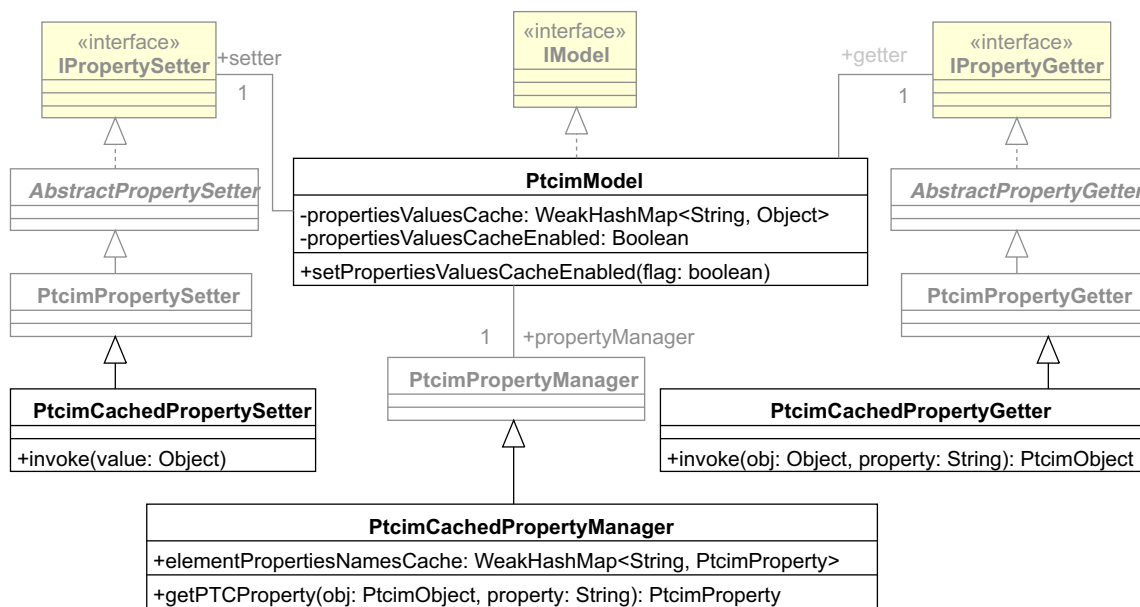 «interface»
IPropertySetter
+setter
1
«interface»
IModel
+getter
1
«interface»
IPropertyGetter
AbstractPropertySetter
PtcimModel
-propertiesValuesCache: WeakHashMap<String, Object>
-propertiesValuesCacheEnabled: Boolean
+setPropertiesValuesCacheEnabled(flag: boolean)
AbstractPropertyGetter
PtcimPropertySetter
PtcimPropertyGetter
1
+propertyManager
PtcimPropertyManager
PtcimCachedPropertySetter
+invoke(value: Object)
PtcimCachedPropertyGetter
+invoke(obj: Object, property: String): PtcimObject
PtcimCachedPropertyManager
+elementPropertiesNamesCache: WeakHashMap<String, PtcimProperty>
+getPTCProperty(obj: PtcimObject, property: String): PtcimProperty